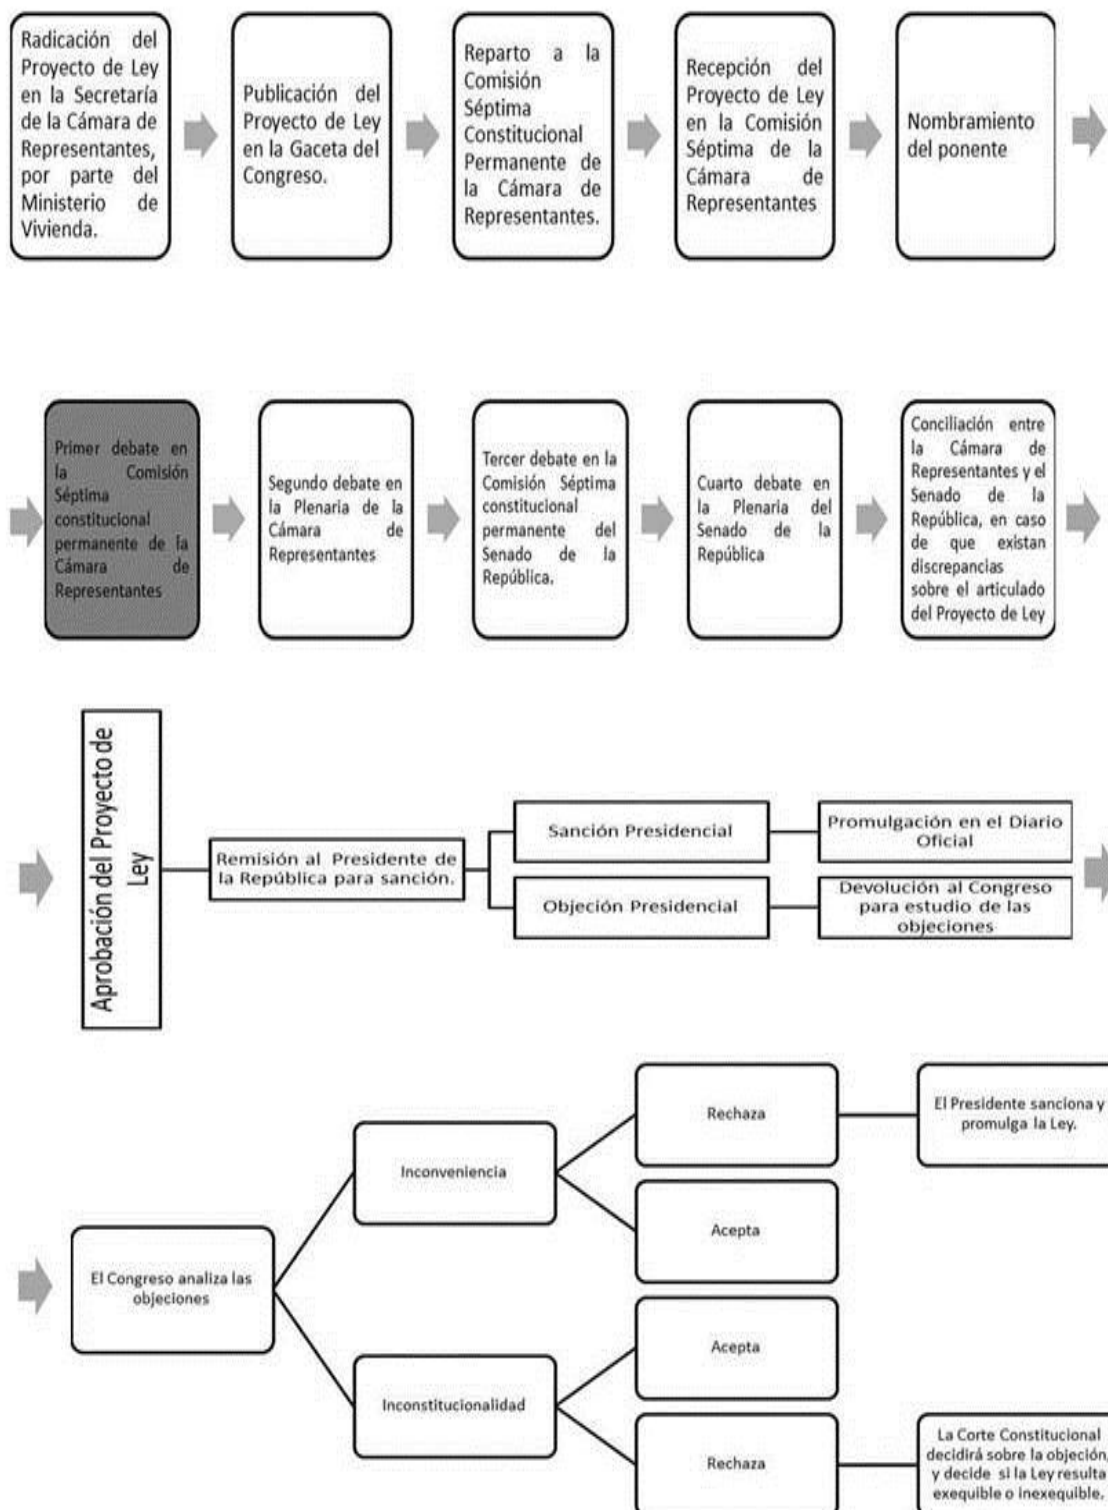 Radicación del
Proyecto de Ley
en la Secretaría
de la Cámara de
Representantes,
por parte del
Ministerio de
Vivienda.
Publicación del
Proyecto de Ley
en la Gaceta del
Congreso.
Reparto a la
Comisión
Séptima
Constitucional
Permanente de
la Cámara de
Representantes.
Recepción del
Proyecto de Ley
en la Comisión
Séptima de la
Cámara de
Representantes
Nombramiento
del ponente
Primer debate en
la Comisión
Séptima
constitucional
permanente de la
Cámara de
Representantes
Segundo debate en
la Plenaria de la
Cámara de
Representantes
Tercer debate en la
Comisión Séptima
constitucional
permanente del
Senado de la
República.
Cuarto debate en
la Plenaria del
Senado de la
República
Conciliación entre
la Cámara de
Representantes y el
Senado de la
República, en caso
de que existan
discrepancias
sobre el articulado
del Proyecto de Ley
Aprobación del Proyecto de
Ley
Remisión al Presidente de
la República para sanción.
Sanción Presidencial
Promulgación en el Diario
Oficial
Objeción Presidencial
Devolución al Congreso
para estudio de las
objeciones
El Congreso analiza las
objeciones
Inconveniencia
Rechaza
El Presidente sanciona y
promulga la Ley.
Acepta
Inconstitucionalidad
Acepta
Rechaza
La Corte Constitucional
decidirá sobre la objeción,
y decide si la Ley resulta
exequible o inexequible.